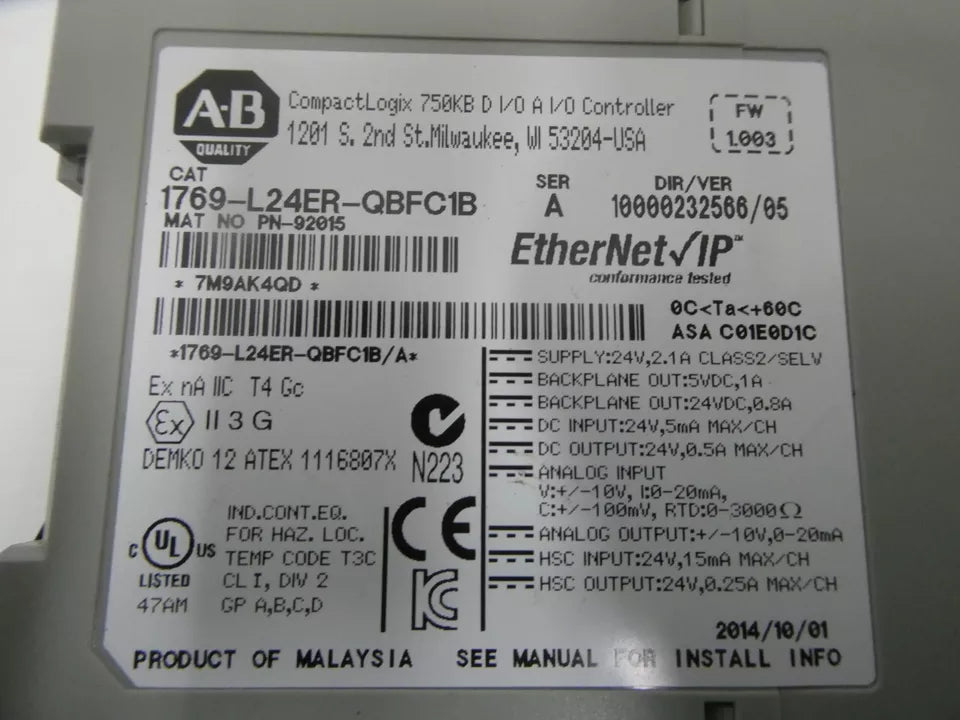 A·B
QUALITY
CompactLogix 750KB D I/O A I/O Controller
1201 S. 2nd St.Milwaukee, WI 53204-USA
FW
1.003
CAT
1769-L24ER-QBFC1B
SER
A
DIR/VER
10000232566/05
MAT NO PN-92015
EtherNet/IP™
conformance tested
* 7M9AK4QD *
0C<Ta<+60C
ASA C01E0D1C
*1769-L24ER-QBFC1B/A*
Ex nA IIC T4 Gc
Ex II 3 G
DEMKO 12 ATEX 1116807X
N223
SUPPLY:24V,2.1A CLASS2/SELV
BACKPLANE OUT:5VDC,1A
BACKPLANE OUT:24VDC,0.8A
DC INPUT:24V,5mA MAX/CH
DC OUTPUT:24V,0.5A MAX/CH
ANALOG INPUT
V:+/-10V, I:0-20mA,
C:+/-100mV, RTD:0-3000Ω
ANALOG OUTPUT:+/-10V,0-20mA
HSC INPUT:24V,15mA MAX/CH
HSC OUTPUT:24V,0.25A MAX/CH
C UL US
LISTED
47AM
IND.CONT.EQ.
FOR HAZ. LOC.
TEMP CODE T3C
CL I, DIV 2
GP A,B,C,D
CE
2014/10/01
PRODUCT OF MALAYSIA SEE MANUAL FOR INSTALL INFO